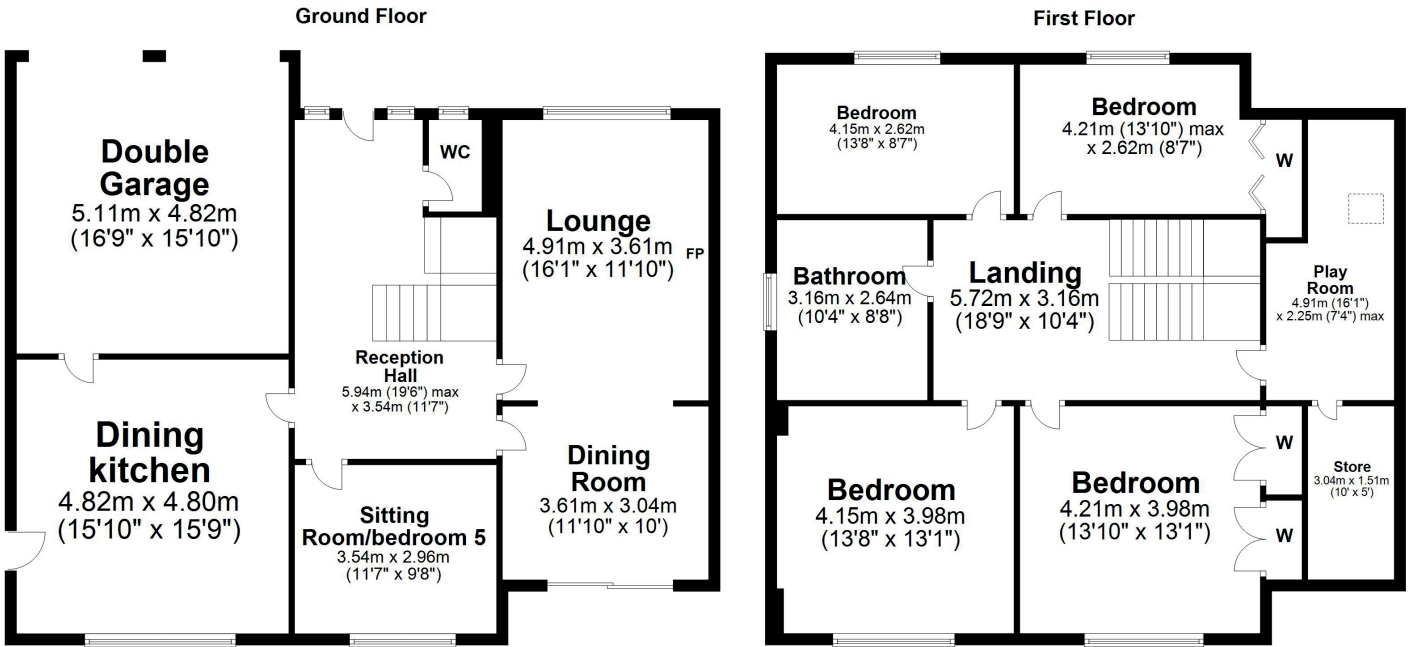 Ground Floor
Double
Garage
5.11m x 4.82m
(16'9" x 15'10")
WC
Lounge
4.91m x 3.61m
(16'1" x 11'10")
FP
Reception
Hall
5.94m (19'6") max
x 3.54m (11'7")
Dining
kitchen
4.82m x 4.80m
(15'10" x 15'9")
Sitting
Room/bedroom 5
3.54m x 2.96m
(11'7" x 9'8")
Dining
Room
3.61m x 3.04m
(11'10" x 10')
First Floor
Bedroom
4.15m x 2.62m
(13'8" x 8'7")
Bedroom
4.21m (13'10") max
x 2.62m (8'7")
W
Bathroom
3.16m x 2.64m
(10'4" x 8'8")
Landing
5.72m x 3.16m
(18'9" x 10'4")
Play
Room
4.91m (16'1")
x 2.25m (7'4") max
Bedroom
4.15m x 3.98m
(13'8" x 13'1")
Bedroom
4.21m x 3.98m
(13'10" x 13'1")
W
W
Store
3.04m x 1.51m
(10' x 5')